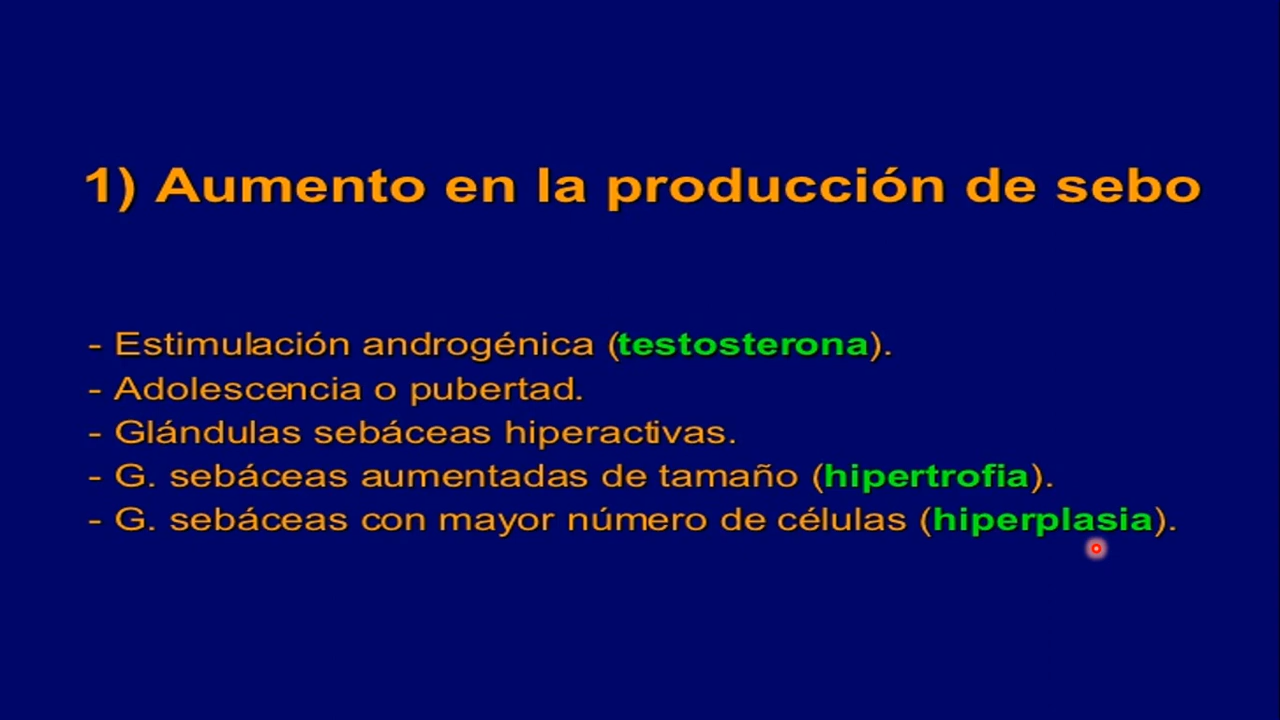 1) Aumento en la producción de sebo
- Estimulación androgénica (testosterona).
- Adolescencia o pubertad.
- Glándulas sebáceas hiperactivas.
- G. sebáceas aumentadas de tamaño (hipertrofia).
- G. sebáceas con mayor número de células (hiperplasia).